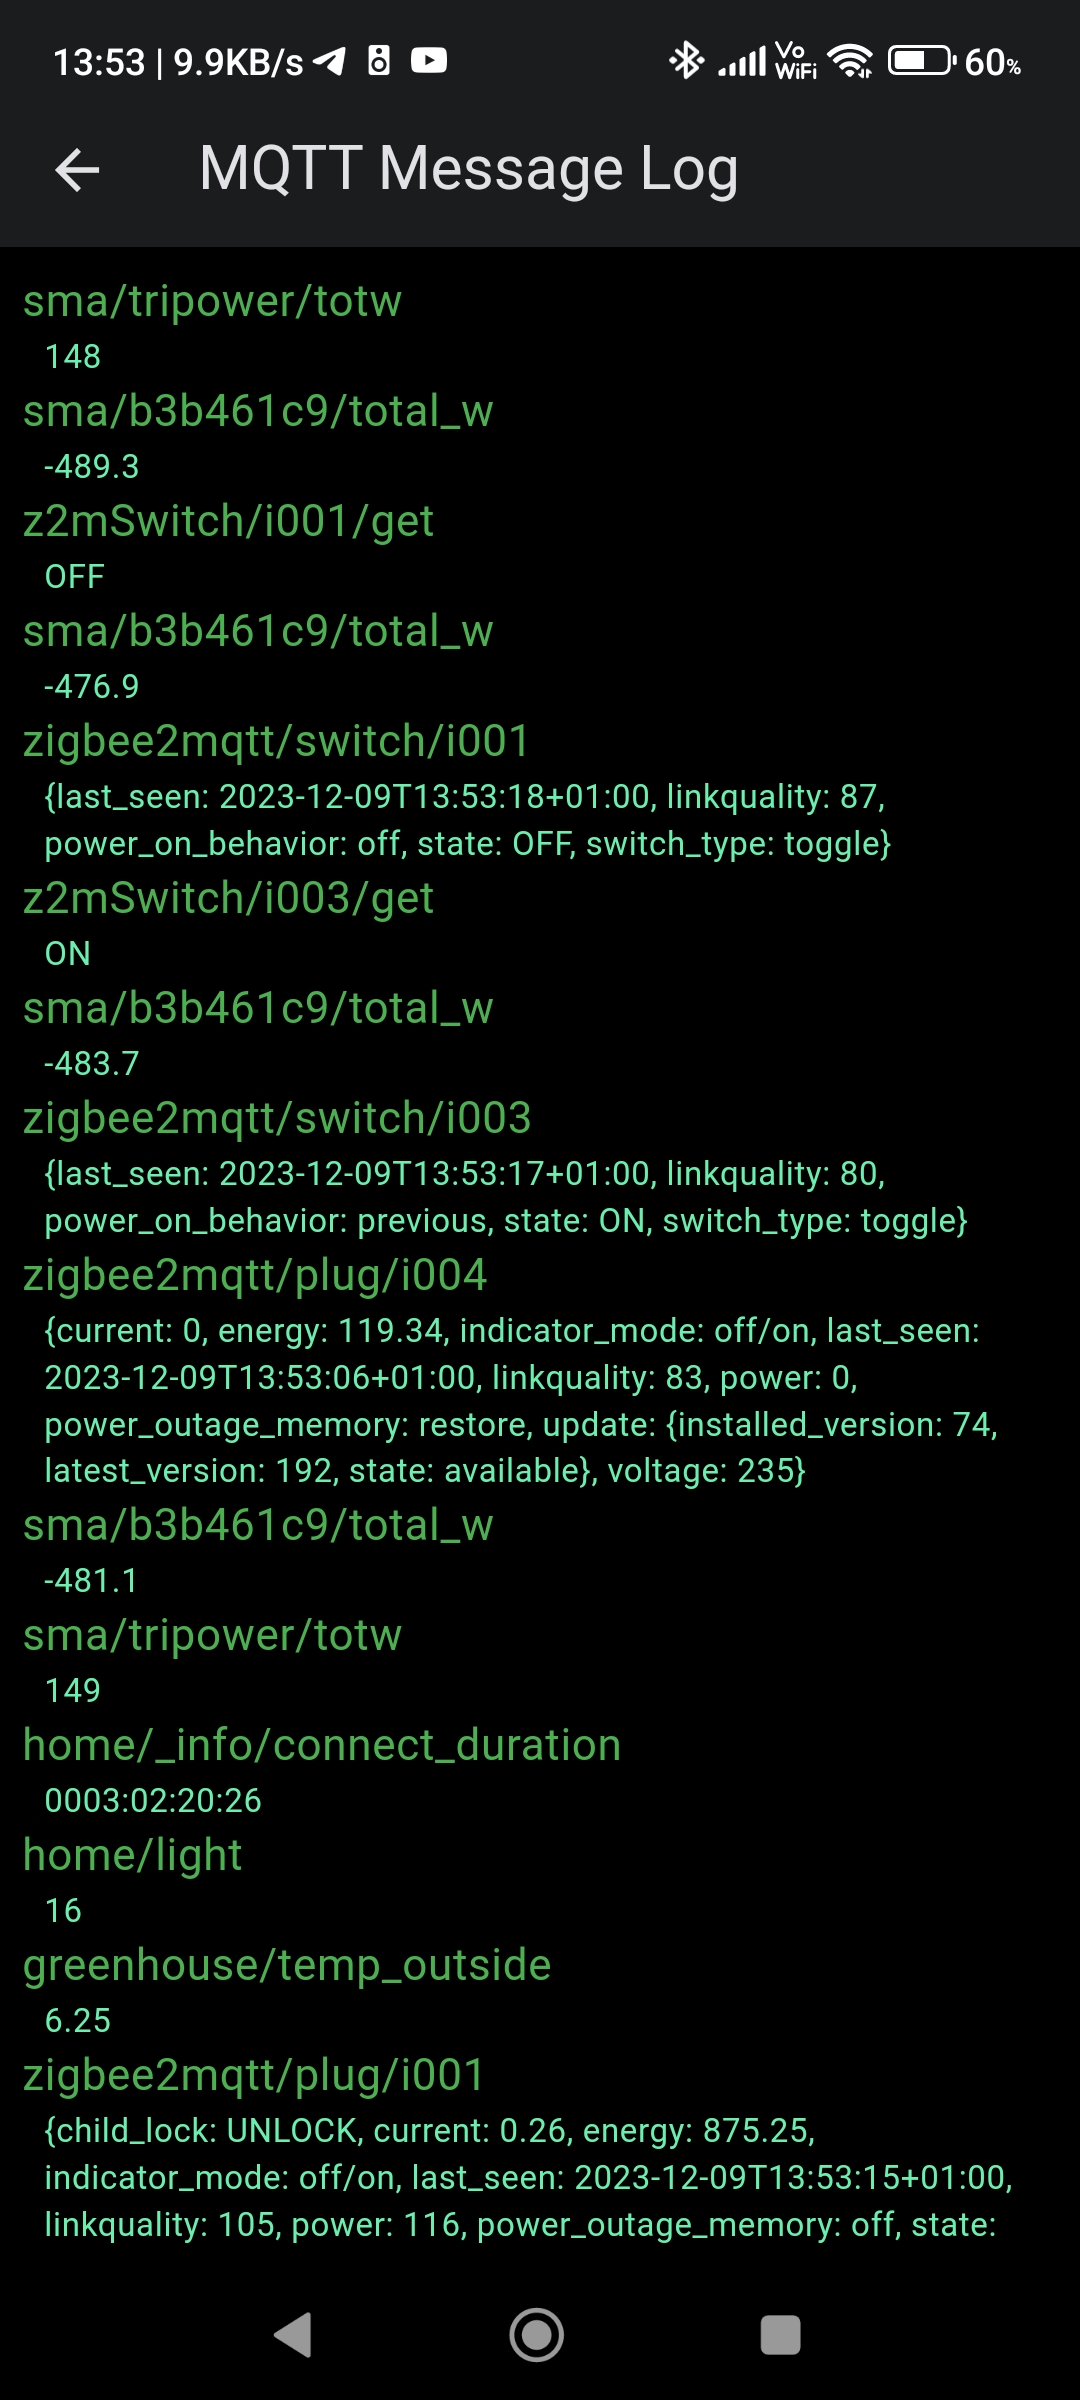 13:53 | 9.9KB/s Vo WiFi 60%
MQTT Message Log
sma/tripower/totw
148
sma/b3b461c9/total_w
-489.3
z2mSwitch/i001/get
OFF
sma/b3b461c9/total_w
-476.9
zigbee2mqtt/switch/i001
{last_seen: 2023-12-09T13:53:18+01:00, linkquality: 87,
power_on_behavior: off, state: OFF, switch_type: toggle}
z2mSwitch/i003/get
ON
sma/b3b461c9/total_w
-483.7
zigbee2mqtt/switch/i003
{last_seen: 2023-12-09T13:53:17+01:00, linkquality: 80,
power_on_behavior: previous, state: ON, switch_type: toggle}
zigbee2mqtt/plug/i004
{current: 0, energy: 119.34, indicator_mode: off/on, last_seen:
2023-12-09T13:53:06+01:00, linkquality: 83, power: 0,
power_outage_memory: restore, update: {installed_version: 74,
latest_version: 192, state: available}, voltage: 235}
sma/b3b461c9/total_w
-481.1
sma/tripower/totw
149
home/_info/connect_duration
0003:02:20:26
home/light
16
greenhouse/temp_outside
6.25
zigbee2mqtt/plug/i001
{child_lock: UNLOCK, current: 0.26, energy: 875.25,
indicator_mode: off/on, last_seen: 2023-12-09T13:53:15+01:00,
linkquality: 105, power: 116, power_outage_memory: off, state: